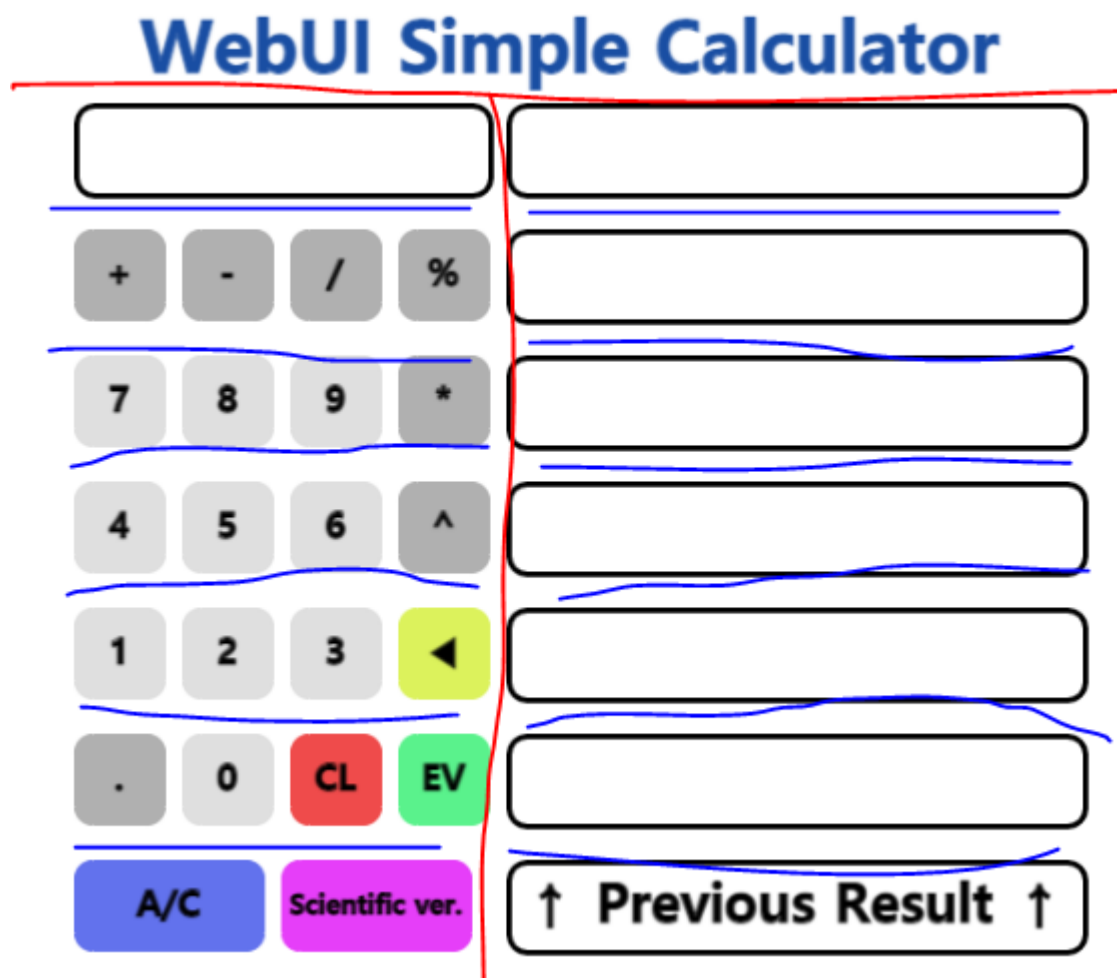 WebUI Simple Calculator
+ - / %
7 8 9 *
4 5 6 ^
1 2 3 ◀
. 0 CL EV
A/C Scientific ver.
↑ Previous Result ↑